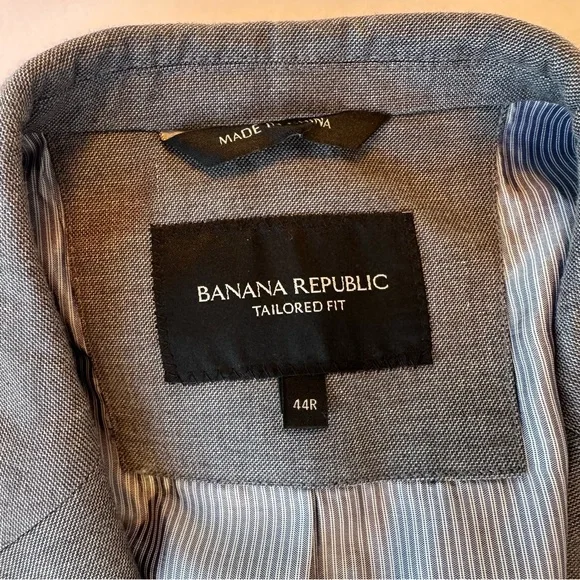 MADE IN CHINA
BANANA REPUBLIC
TAILORED FIT
44R